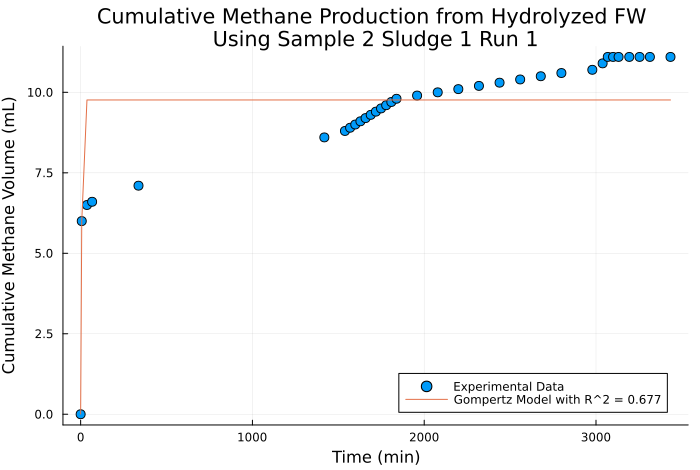 Cumulative Methane Production from Hydrolyzed FW
Using Sample 2 Sludge 1 Run 1
Cumulative Methane Volume (mL)
10.0
7.5
5.0
2.5
0.0
Experimental Data
Gompertz Model with R^2 = 0.677
0
1000
2000
3000
Time (min)